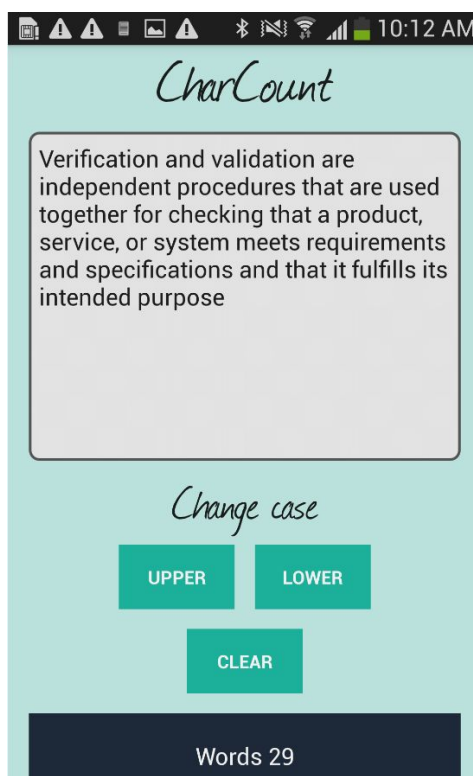 10:12 AM
CharCount
Verification and validation are
independent procedures that are used
together for checking that a product,
service, or system meets requirements
and specifications and that it fulfills its
intended purpose
Change case
UPPER LOWER
CLEAR
Words 29